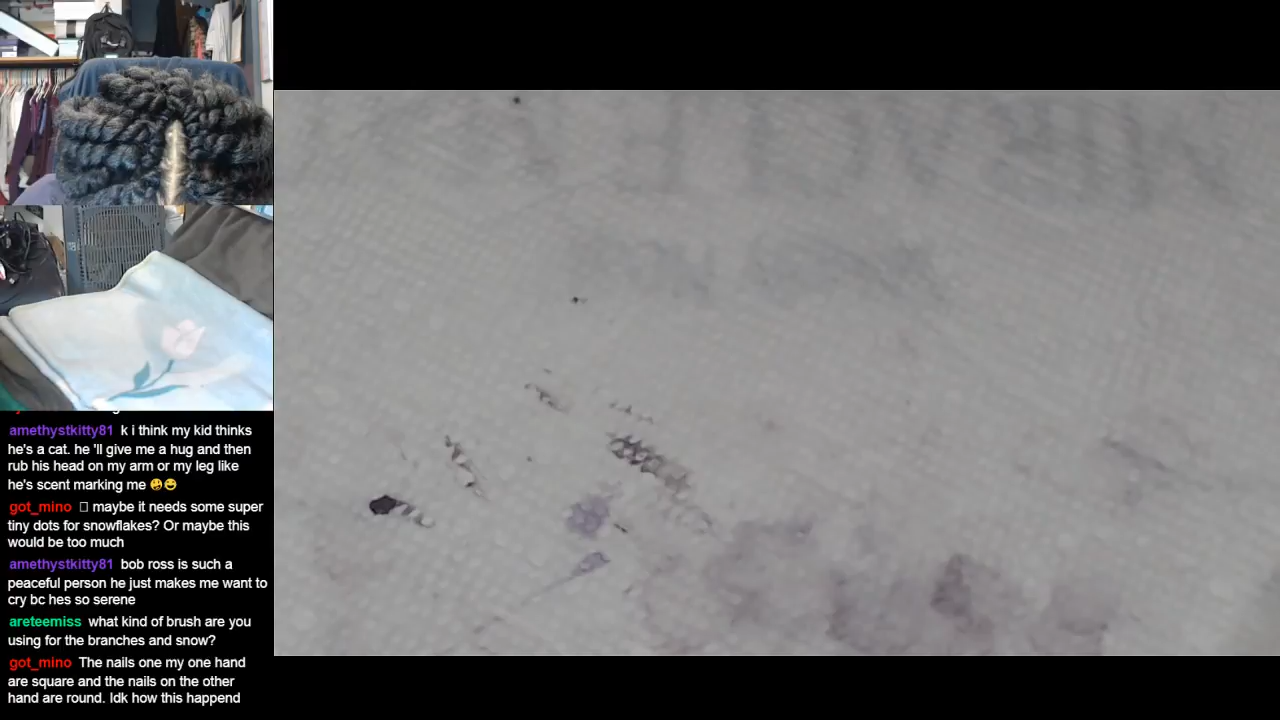 amethystkitty81 k i think my kid thinks
he's a cat. he 'll give me a hug and then
rub his head on my arm or my leg like
he's scent marking me 🤪😄
got_mino ▯ maybe it needs some super
tiny dots for snowflakes? Or maybe this
would be too much
amethystkitty81 bob ross is such a
peaceful person he just makes me want to
cry bc hes so serene
areteemiss what kind of brush are you
using for the branches and snow?
got_mino The nails one my one hand
are square and the nails on the other
hand are round. Idk how this happend